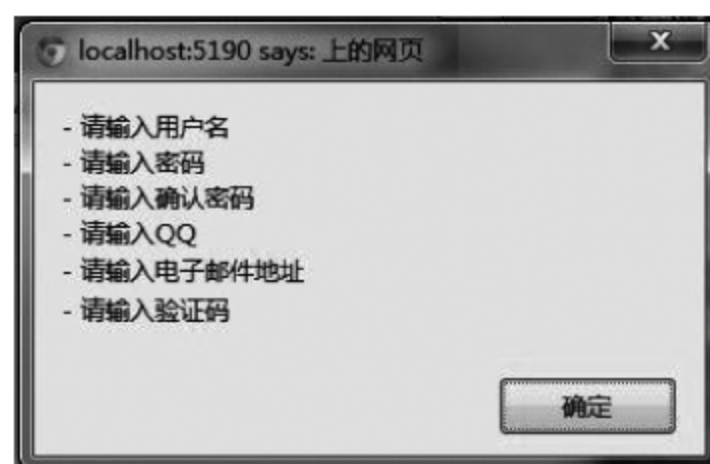 localhost:5190 says: 上的网页
X
- 请输入用户名
- 请输入密码
- 请输入确认密码
- 请输入QQ
- 请输入电子邮件地址
- 请输入验证码
确定